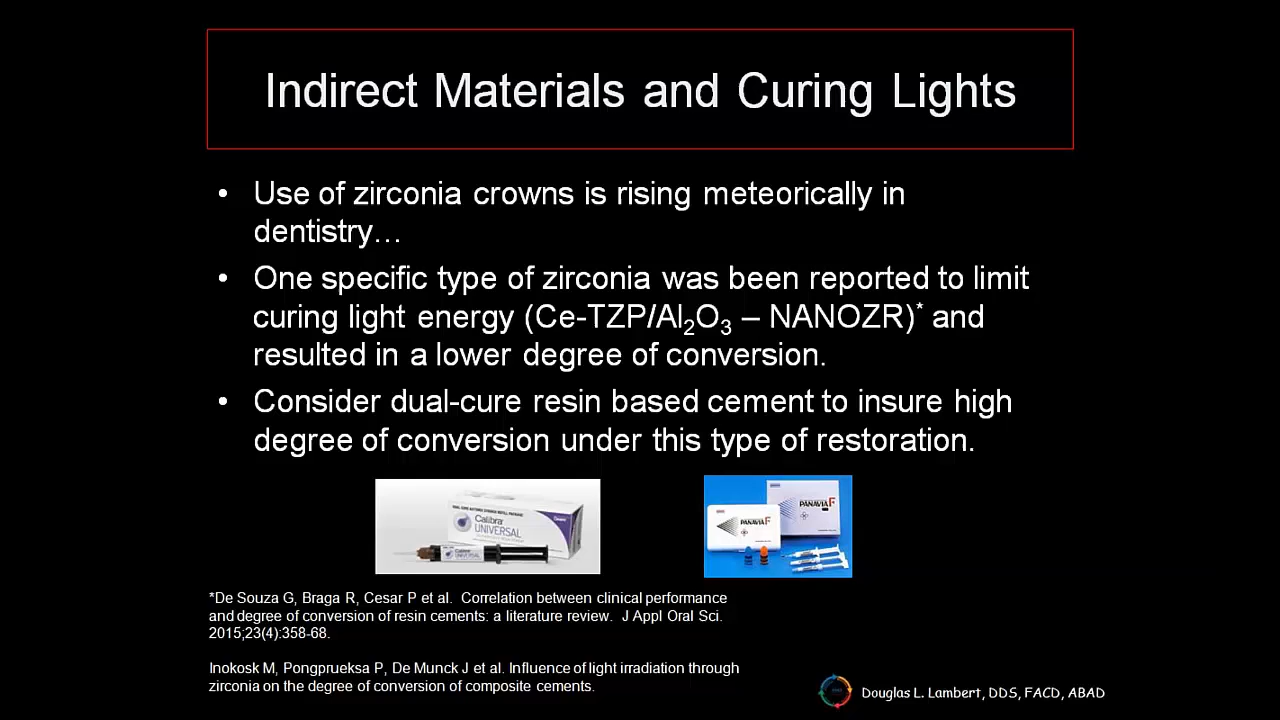 Indirect Materials and Curing Lights
• Use of zirconia crowns is rising meteorically in
dentistry…
• One specific type of zirconia was been reported to limit
curing light energy (Ce-TZP/Al₂O₃ – NANOZR)* and
resulted in a lower degree of conversion.
• Consider dual-cure resin based cement to insure high
degree of conversion under this type of restoration.
Calibra
UNIVERSAL
Calibra
UNIVERSAL
PANAVIA F
PANAVIA F
*De Souza G, Braga R, Cesar P et al. Correlation between clinical performance
and degree of conversion of resin cements: a literature review. J Appl Oral Sci.
2015;23(4):358-68.
Inokosk M, Pongprueksa P, De Munck J et al. Influence of light irradiation through
zirconia on the degree of conversion of composite cements.
Douglas L. Lambert, DDS, FACD, ABAD